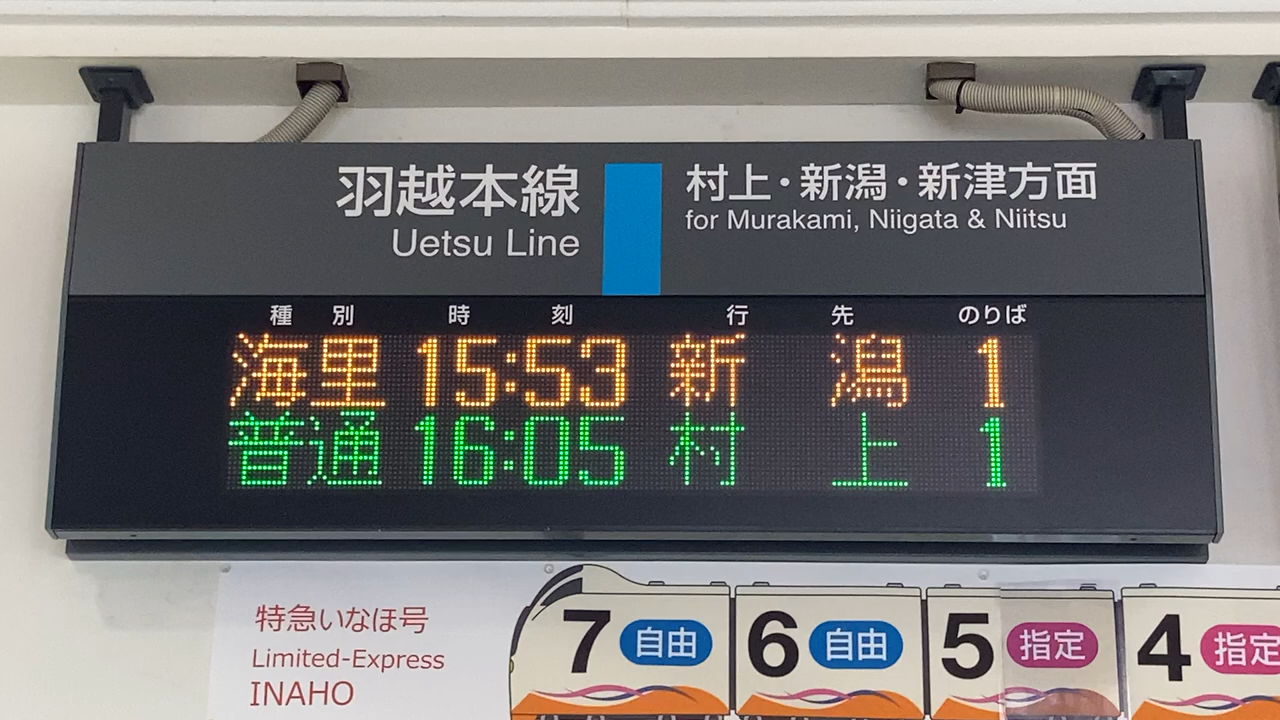 羽越本線
Uetsu Line
村上・新潟・新津方面
for Murakami, Niigata & Niitsu
種別 時刻 行先 のりば
海里 15:53 新潟 1
普通 16:05 村上 1
特急いなほ号
Limited-Express
INAHO
7 自由 6 自由 5 指定 4 指定